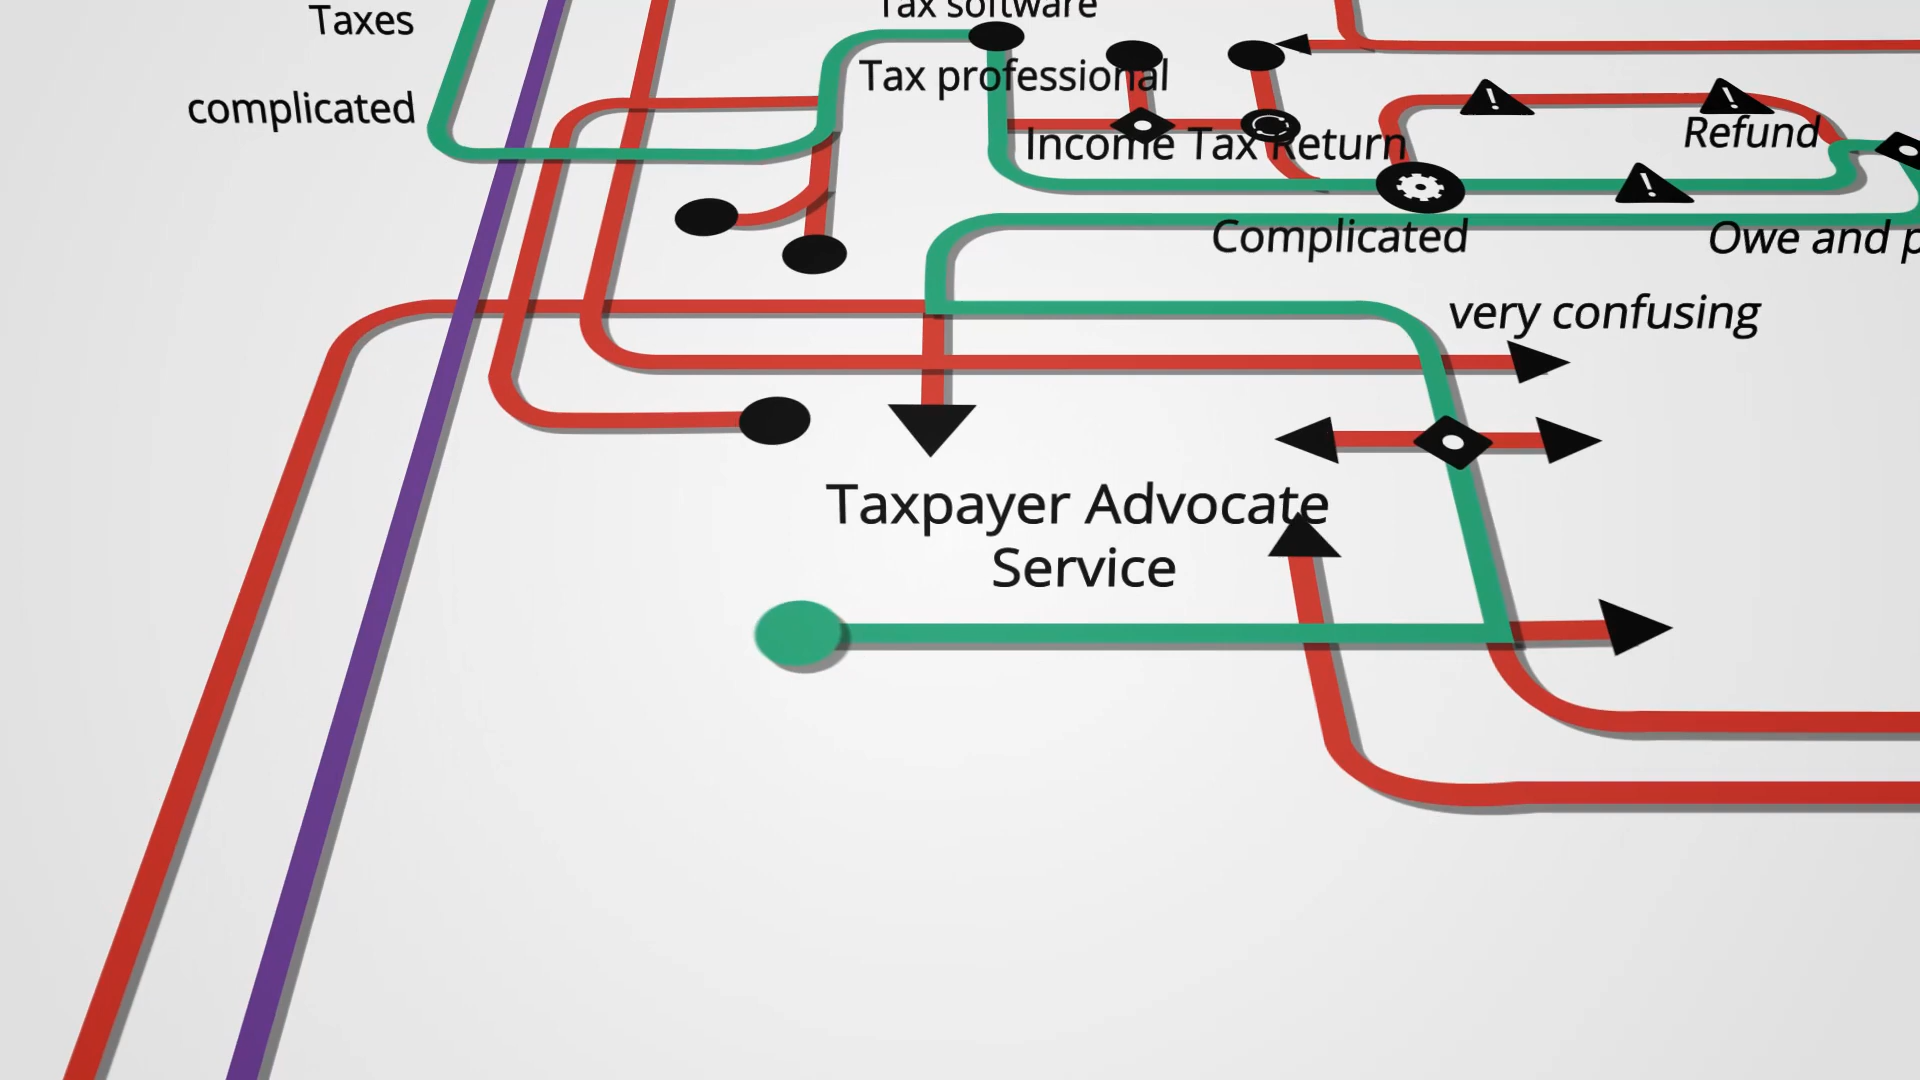 Taxes
complicated
Tax software
Tax professional
Income Tax Return
Refund
Complicated
Owe and p
very confusing
Taxpayer Advocate
Service